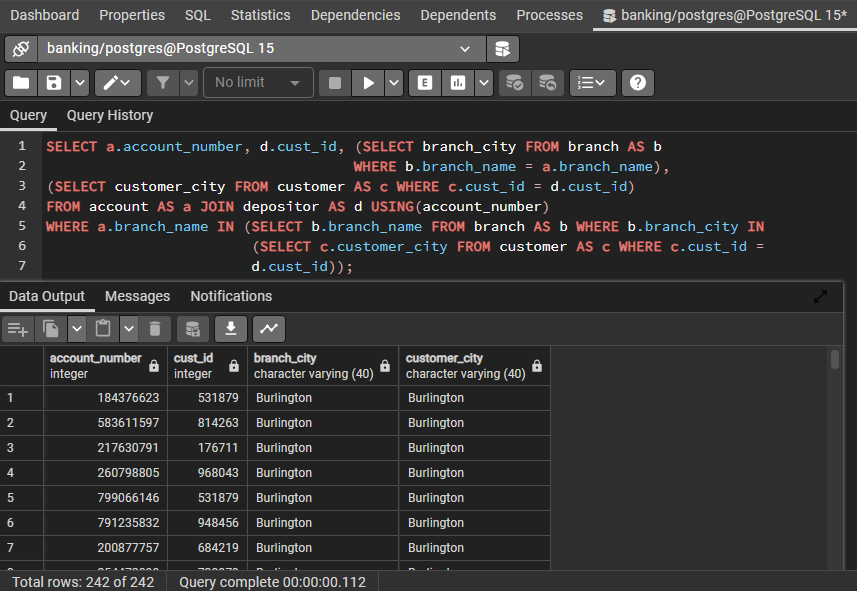 Dashboard Properties SQL Statistics Dependencies Dependents Processes banking/postgres@PostgreSQL 15*
banking/postgres@PostgreSQL 15
No limit E
Query Query History
1 SELECT a.account_number, d.cust_id, (SELECT branch_city FROM branch AS b
2 WHERE b.branch_name = a.branch_name),
3 (SELECT customer_city FROM customer AS c WHERE c.cust_id = d.cust_id)
4 FROM account AS a JOIN depositor AS d USING(account_number)
5 WHERE a.branch_name IN (SELECT b.branch_name FROM branch AS b WHERE b.branch_city IN
6 (SELECT c.customer_city FROM customer AS c WHERE c.cust_id =
7 d.cust_id));
Data Output Messages Notifications
account_number cust_id branch_city customer_city
integer integer character varying (40) character varying (40)
1 184376623 531879 Burlington Burlington
2 583611597 814263 Burlington Burlington
3 217630791 176711 Burlington Burlington
4 260798805 968043 Burlington Burlington
5 799066146 531879 Burlington Burlington
6 791235832 948456 Burlington Burlington
7 200877757 684219 Burlington Burlington
Total rows: 242 of 242 Query complete 00:00:00.112